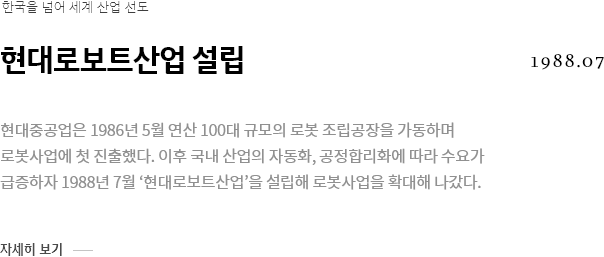 한국을 넘어 세계 산업 선도
현대로보트산업 설립
1988.07
현대중공업은 1986년 5월 연산 100대 규모의 로봇 조립공장을 가동하며
로봇사업에 첫 진출했다. 이후 국내 산업의 자동화, 공정합리화에 따라 수요가
급증하자 1988년 7월 ‘현대로보트산업’을 설립해 로봇사업을 확대해 나갔다.
자세히 보기